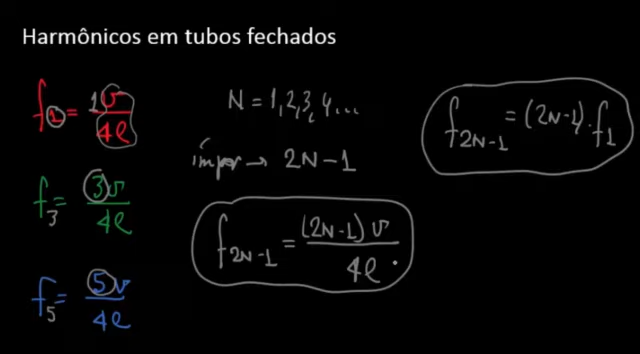 Harmônicos em tubos fechados
f1 = 1v/4l
N = 1, 2, 3, 4...
f2N-1 = (2N-1).f1
ímpar → 2N-1
f3 = 3v/4l
f2N-1 = (2N-1) v/4l
f5 = 5v/4l